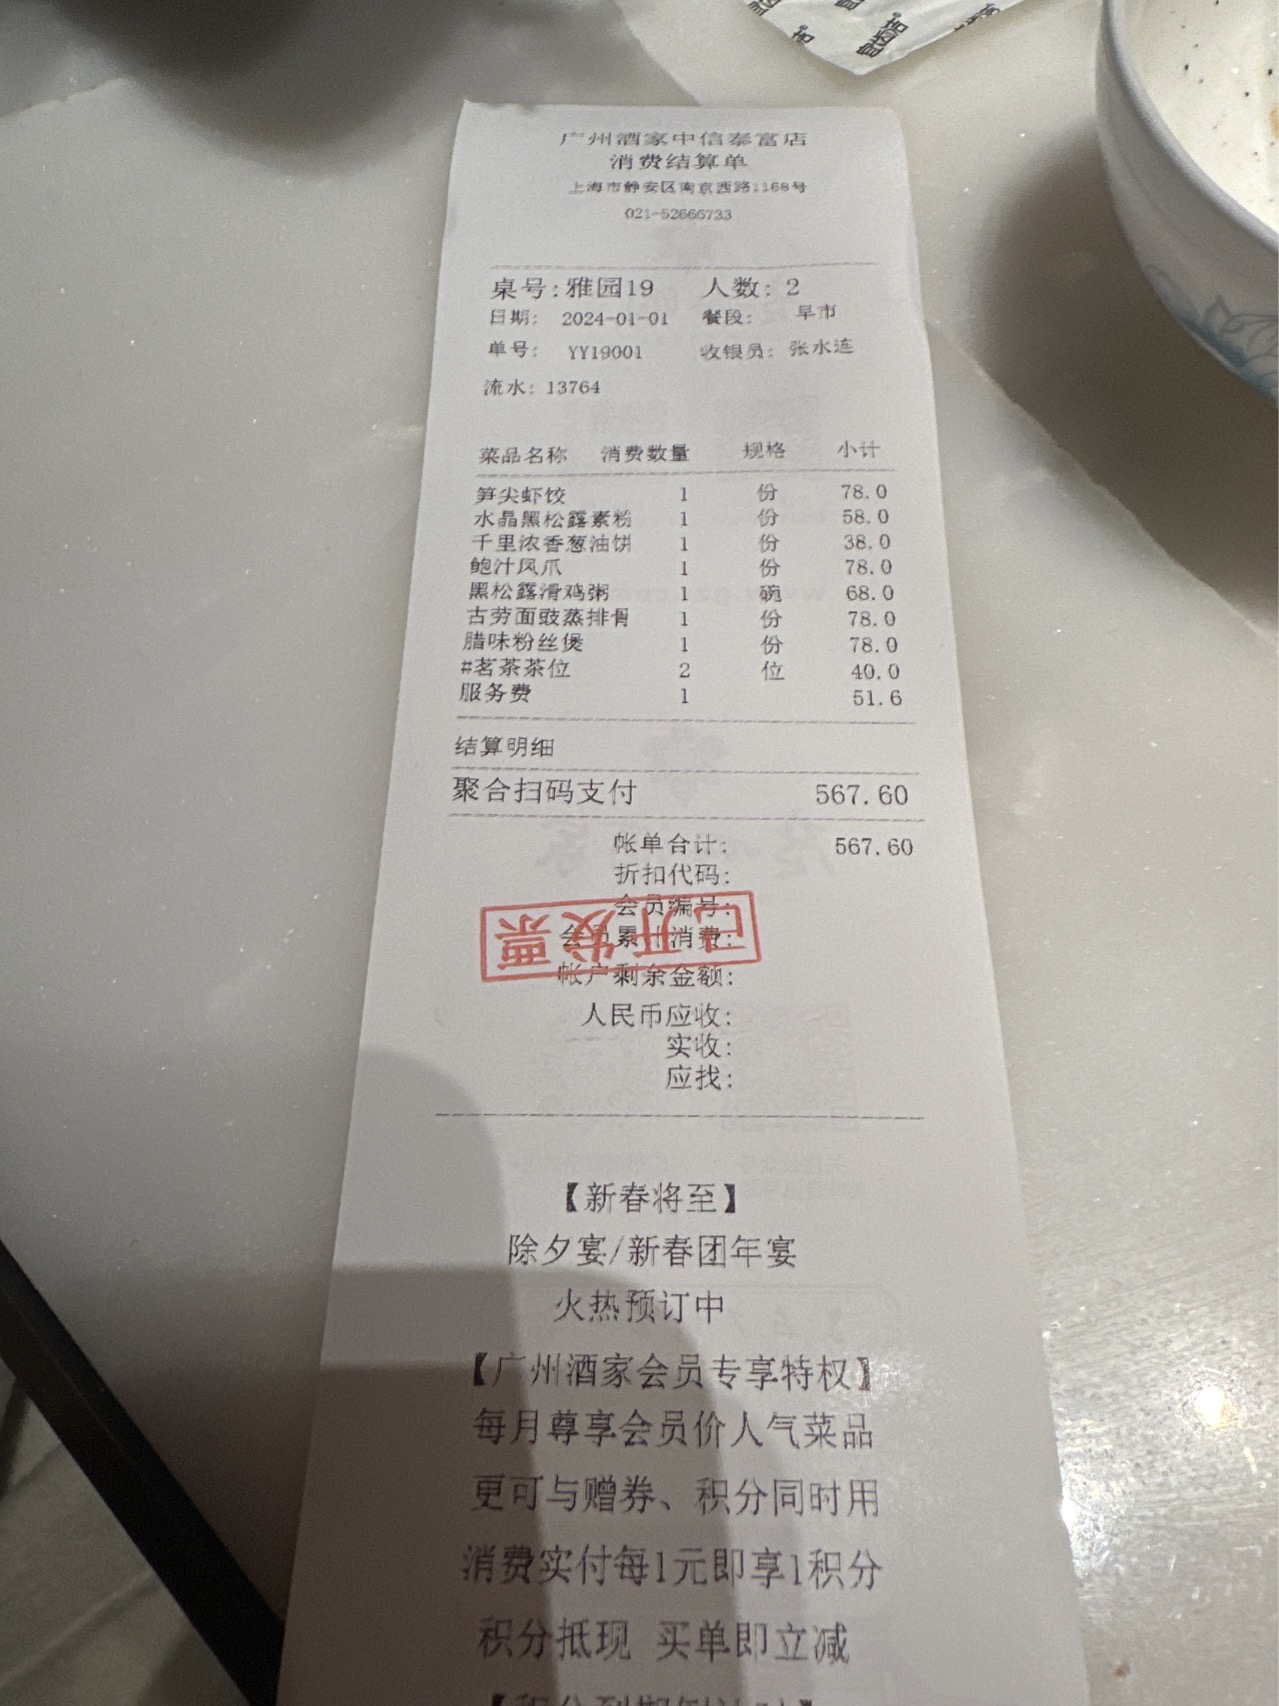 广州酒家中信泰富店
消费结算单
上海市静安区南京西路1168号
021-52666733
桌号:雅园19 人数: 2
日期: 2024-01-01 餐段: 早市
单号: YY19001 收银员: 张水连
流水: 13764
菜品名称 消费数量 规格 小计
笋尖虾饺 1 份 78.0
水晶黑松露素粉 1 份 58.0
千里浓香葱油饼 1 份 38.0
鲍汁凤爪 1 份 78.0
黑松露滑鸡粥 1 碗 68.0
古劳面豉蒸排骨 1 份 78.0
腊味粉丝煲 1 份 78.0
#茗茶茶位 2 位 40.0
服务费 1 51.6
结算明细
聚合扫码支付 567.60
帐单合计: 567.60
折扣代码:
会员编号:
会员累计消费:
已开发票
帐户剩余金额:
人民币应收:
实收:
应找:
【新春将至】
除夕宴/新春团年宴
火热预订中
【广州酒家会员专享特权】
每月尊享会员价人气菜品
更可与赠券、积分同时用
消费实付每1元即享1积分
积分抵现 买单即立减